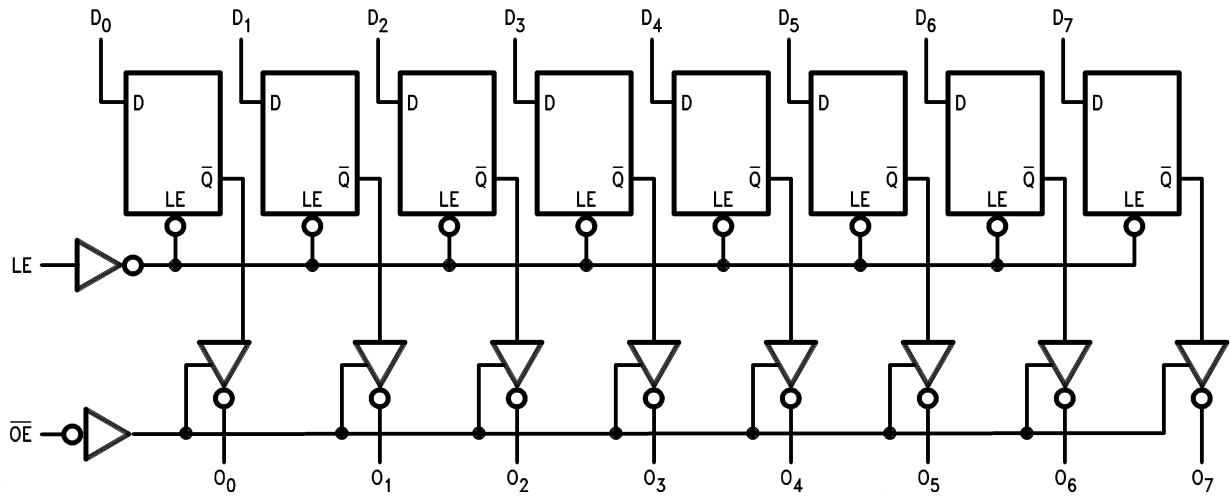 D₀ D₁ D₂ D₃ D₄ D₅ D₆ D₇
D D D D D D D D
Q̅ Q̅ Q̅ Q̅ Q̅ Q̅ Q̅ Q̅
LE LE LE LE LE LE LE LE
LE
O̅E̅
O₀ O₁ O₂ O₃ O₄ O₅ O₆ O₇